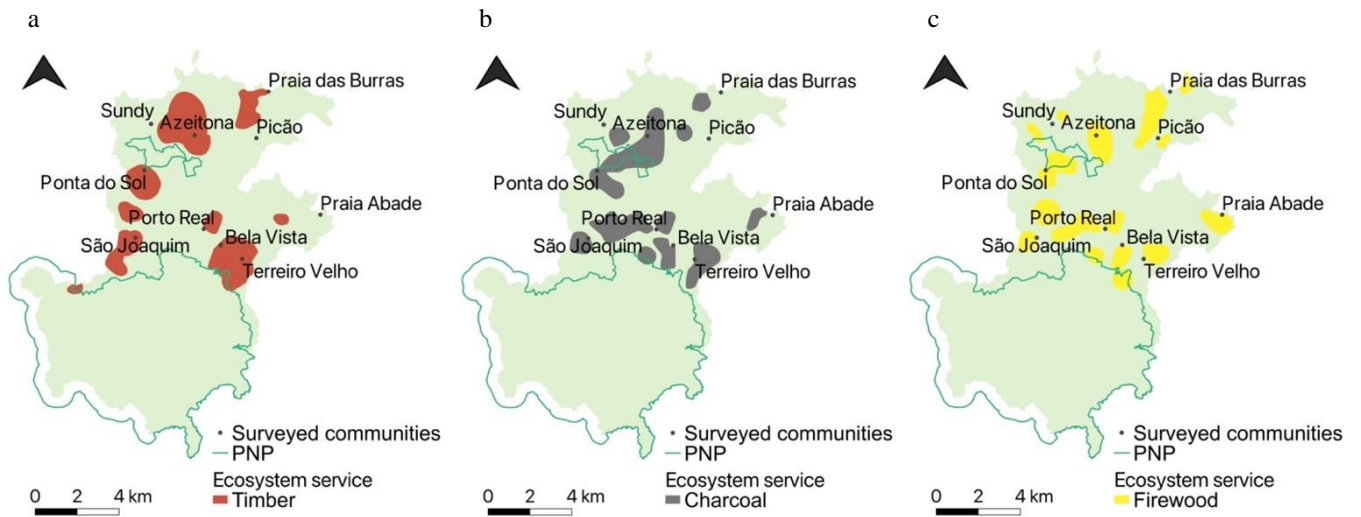 a
Praia das Burras
Sundy
Azeitona
Picão
Ponta do Sol
Praia Abade
Porto Real
São Joaquim
Bela Vista
Terreiro Velho
Surveyed communities
PNP
Ecosystem service
Timber
0 2 4 km
b
Praia das Burras
Sundy
Azeitona
Picão
Ponta do Sol
Praia Abade
Porto Real
São Joaquim
Bela Vista
Terreiro Velho
Surveyed communities
PNP
Ecosystem service
Charcoal
0 2 4 km
c
Praia das Burras
Sundy
Azeitona
Picão
Ponta do Sol
Praia Abade
Porto Real
São Joaquim
Bela Vista
Terreiro Velho
Surveyed communities
PNP
Ecosystem service
Firewood
0 2 4 km